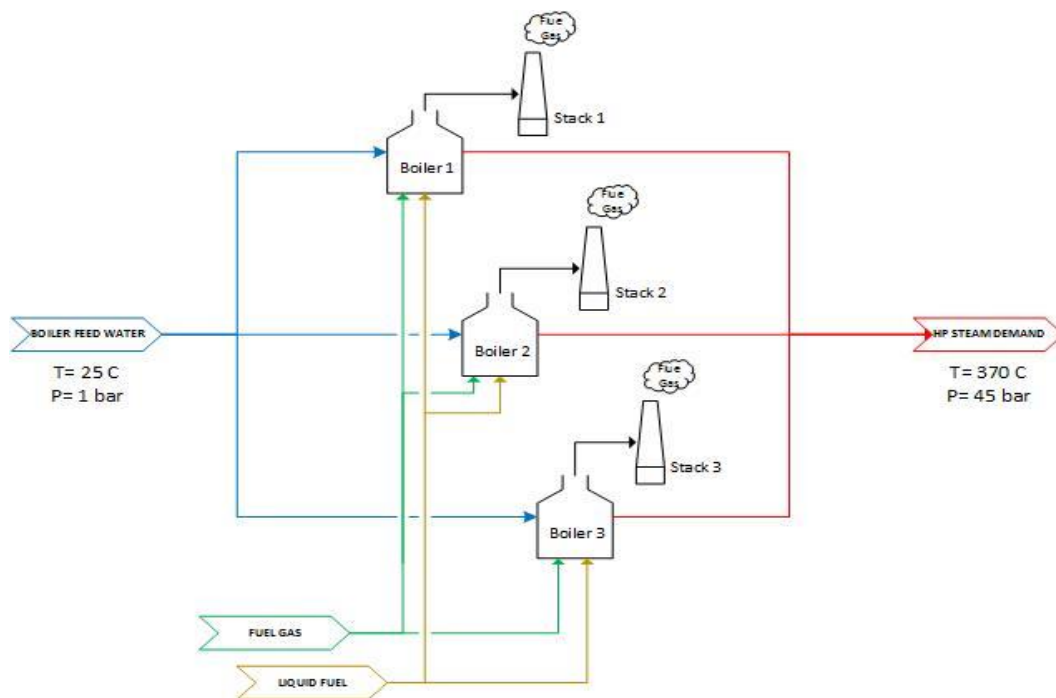 Flue
Gas
Stack 1
Boiler 1
Flue
Gas
Stack 2
BOILER FEED WATER
Boiler 2
HP STEAM DEMAND
T= 25 C
P= 1 bar
T= 370 C
P= 45 bar
Flue
Gas
Stack 3
Boiler 3
FUEL GAS
LIQUID FUEL